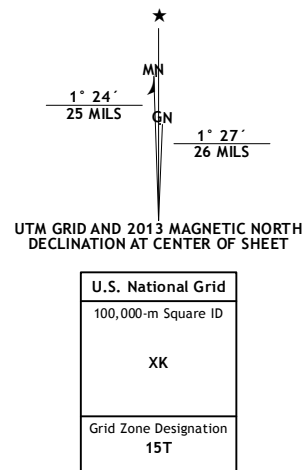 ★
MN
1° 24´
25 MILS
GN
1° 27´
26 MILS
UTM GRID AND 2013 MAGNETIC NORTH
DECLINATION AT CENTER OF SHEET
U.S. National Grid
100,000-m Square ID
XK
Grid Zone Designation
15T